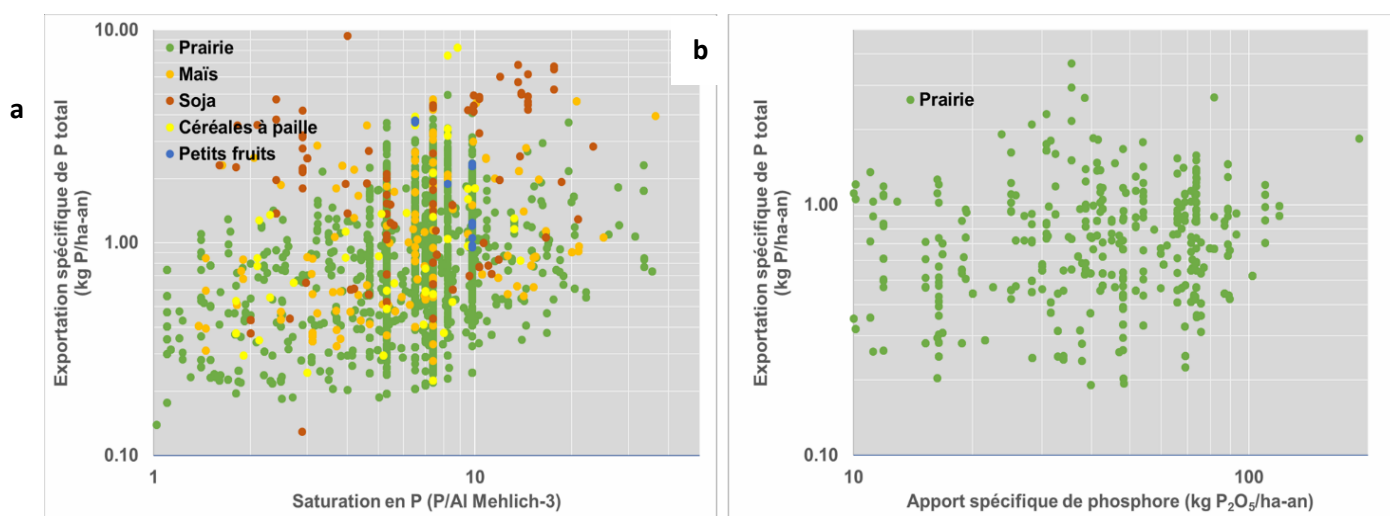 a
10.00
1.00
0.10
Exportation spécifique de P total
(kg P/ha-an)
Prairie
Maïs
Soja
Céréales à paille
Petits fruits
1
10
Saturation en P (P/Al Mehlich-3)
b
1.00
0.10
Exportation spécifique de P total
(kg P/ha-an)
Prairie
10
100
Apport spécifique de phosphore (kg P₂O₅/ha-an)